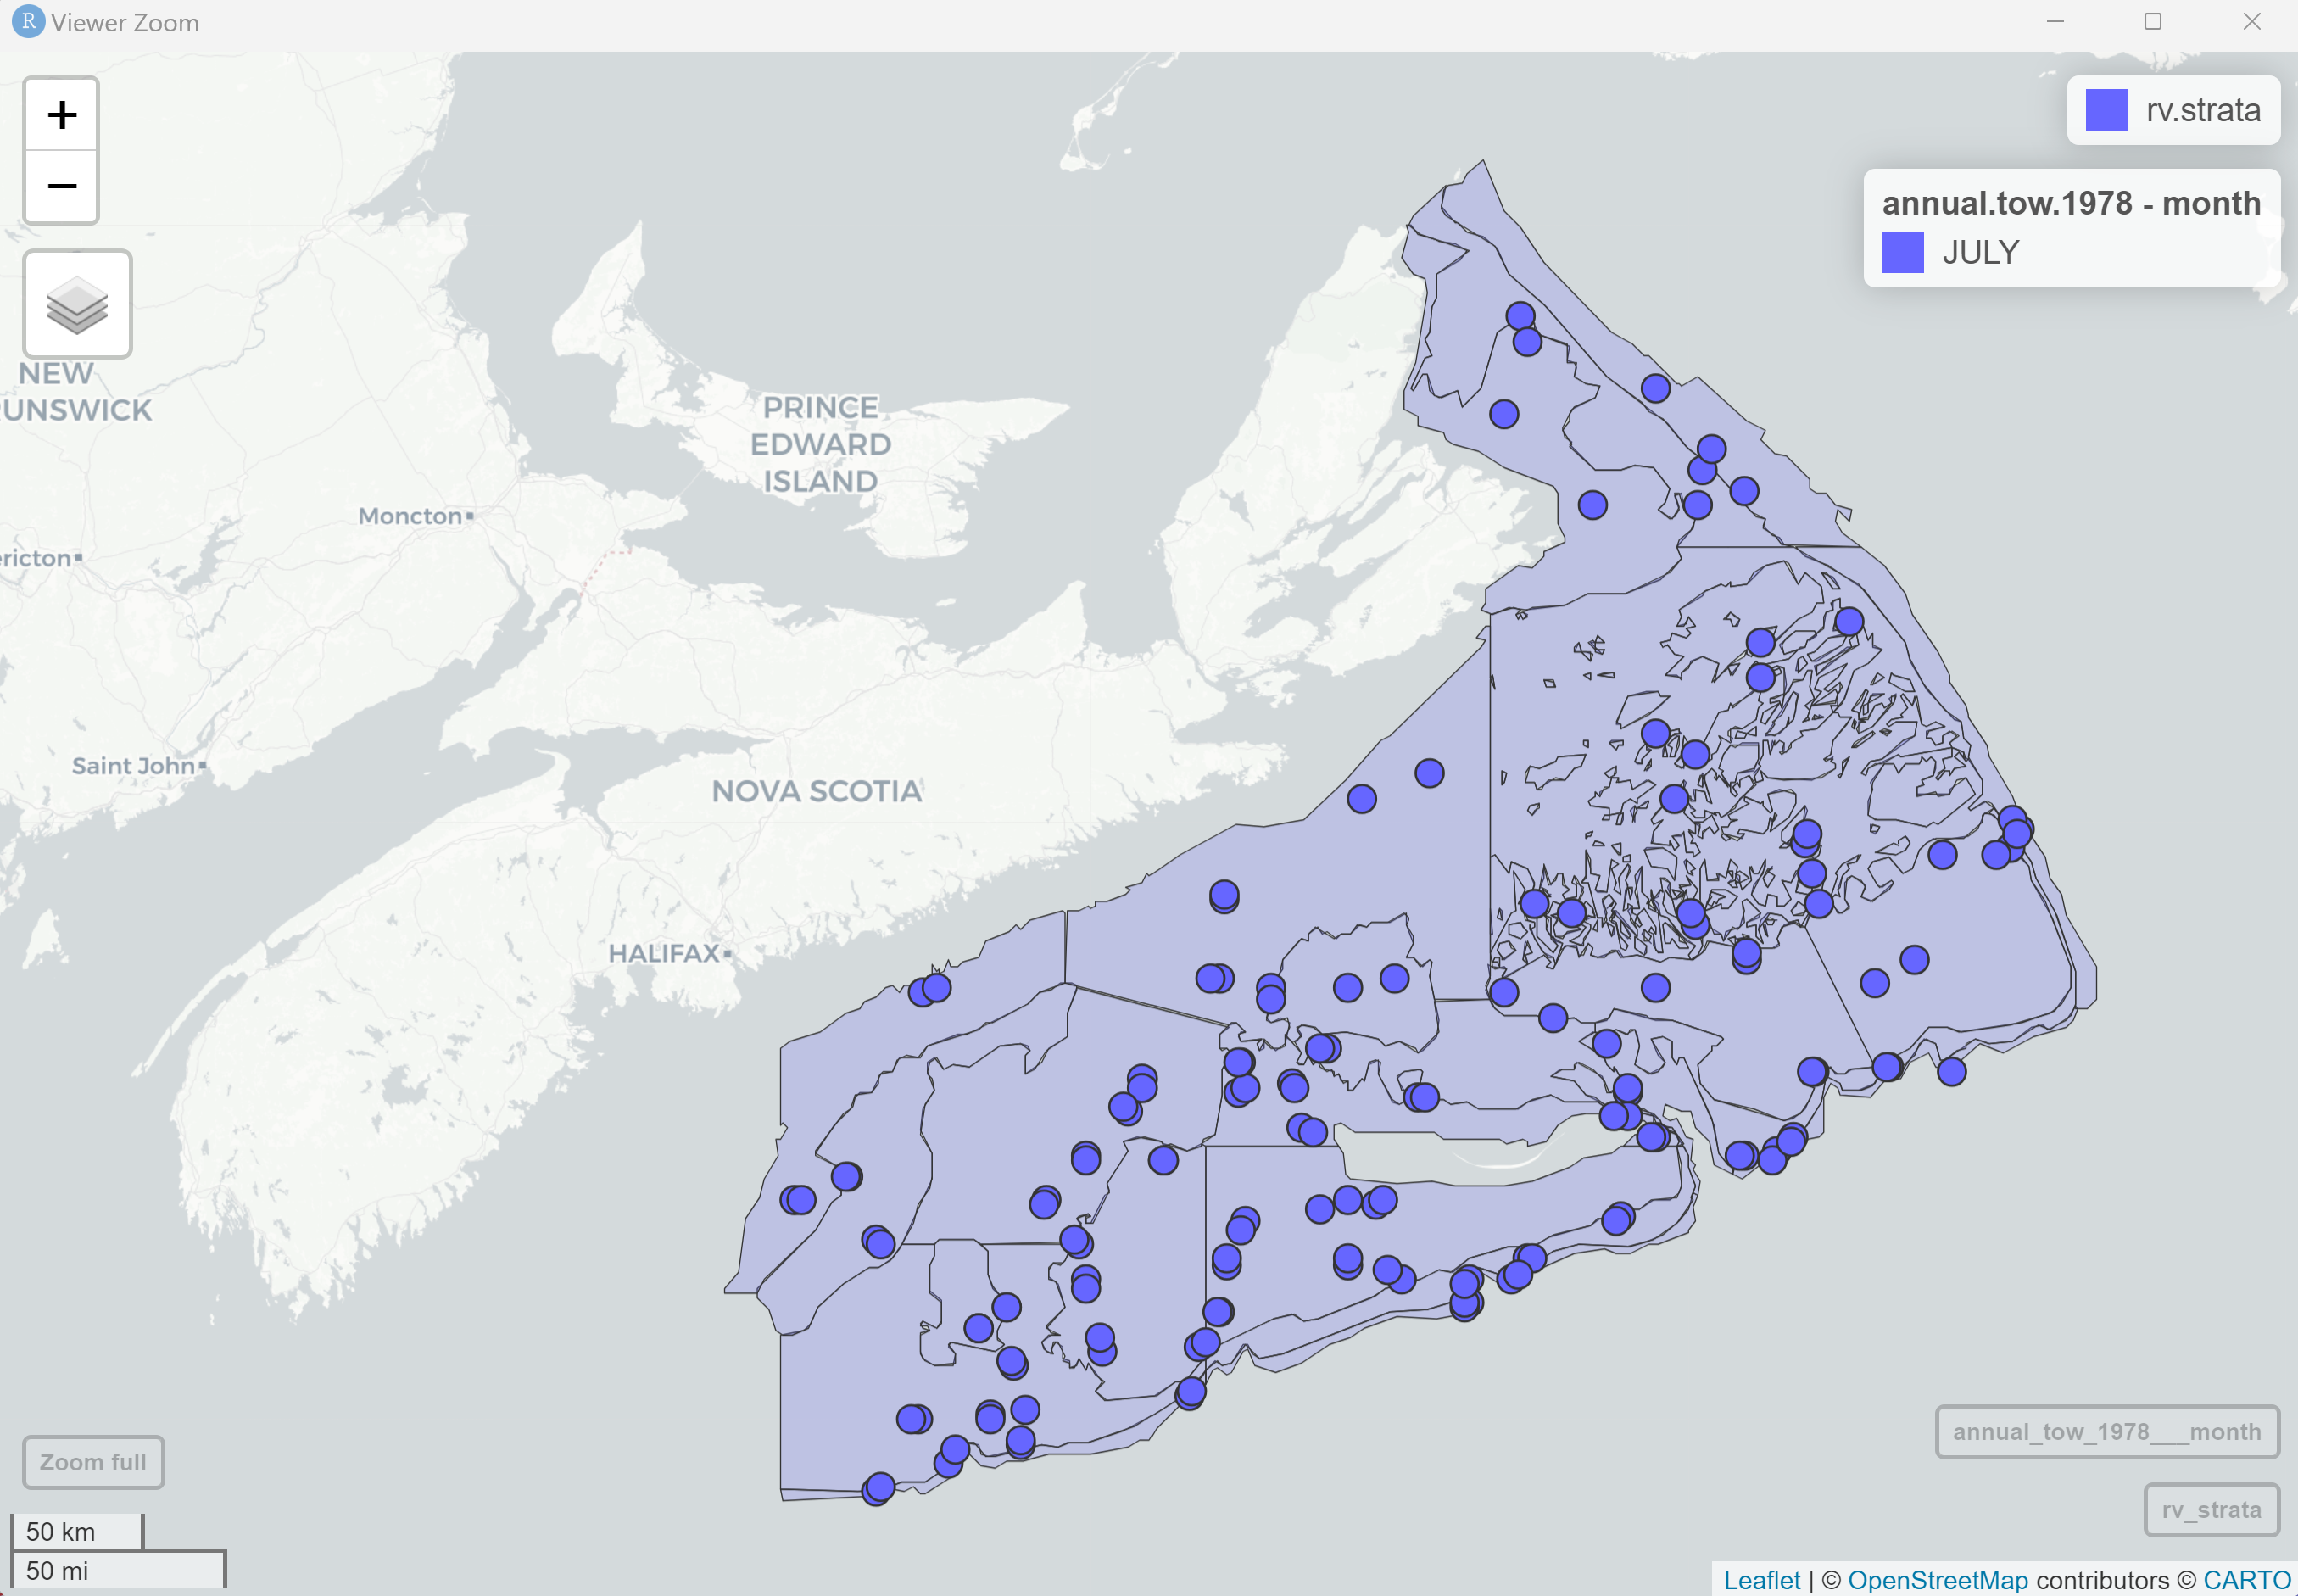 R Viewer Zoom
+
−
rv.strata
annual.tow.1978 - month
JULY
NEW
UNSWICK
PRINCE
EDWARD
ISLAND
Moncton
ericton
Saint John
NOVA SCOTIA
HALIFAX
annual_tow_1978___month
Zoom full
rv_strata
50 km
50 mi
Leaflet | © OpenStreetMap contributors © CARTO